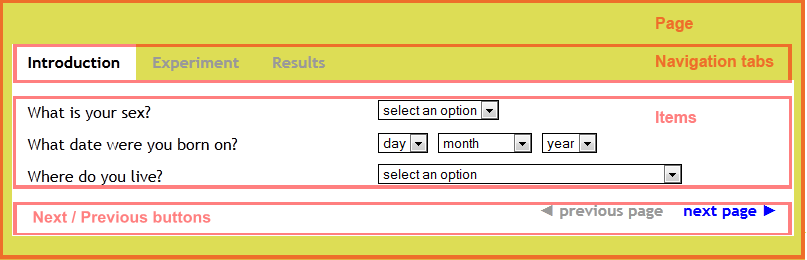 Page
Introduction Experiment Results Navigation tabs
What is your sex? select an option
Items
What date were you born on? day month year
Where do you live? select an option
Next / Previous buttons ◄ previous page next page ►